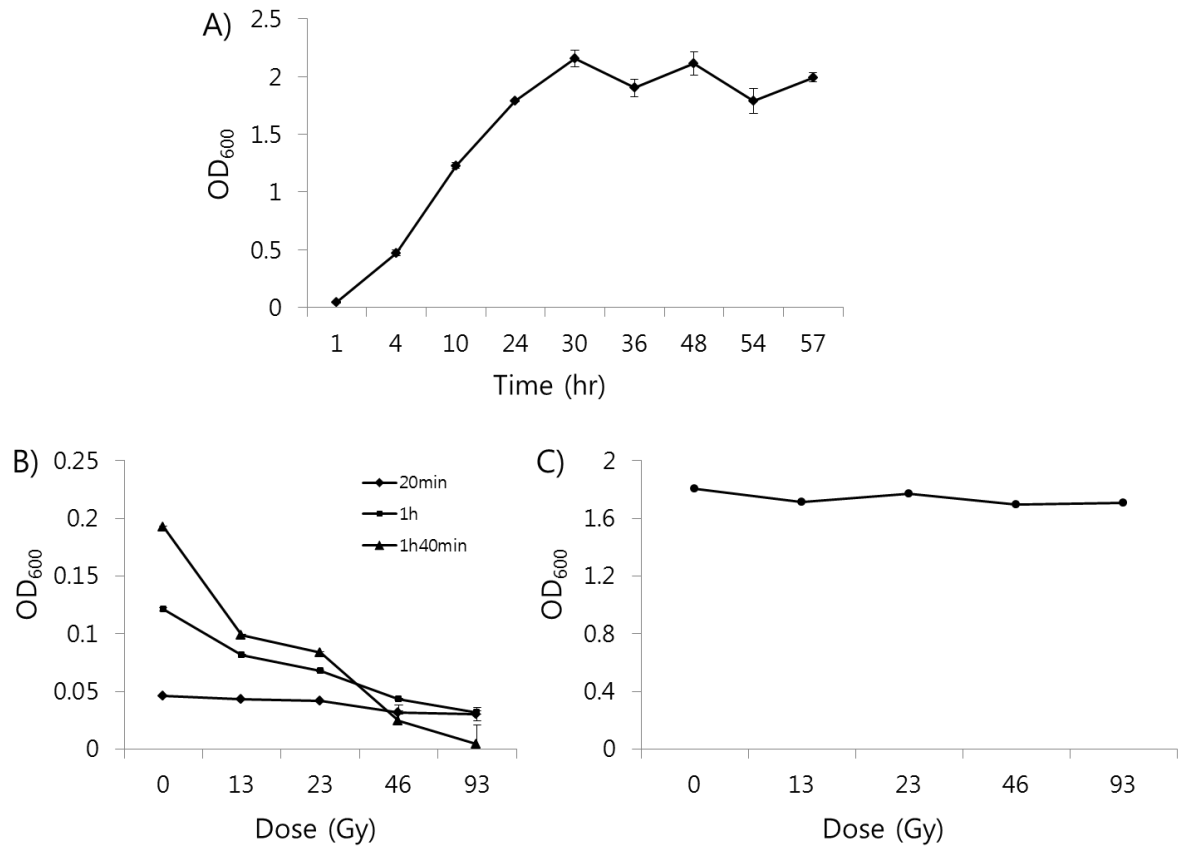 A)
2.5
2
1.5
1
0.5
0
OD600
1 4 10 24 30 36 48 54 57
Time (hr)
B)
0.25
0.2
0.15
0.1
0.05
0
OD600
20min
1h
1h40min
0 13 23 46 93
Dose (Gy)
C)
2
1.6
1.2
0.8
0.4
0
OD600
0 13 23 46 93
Dose (Gy)